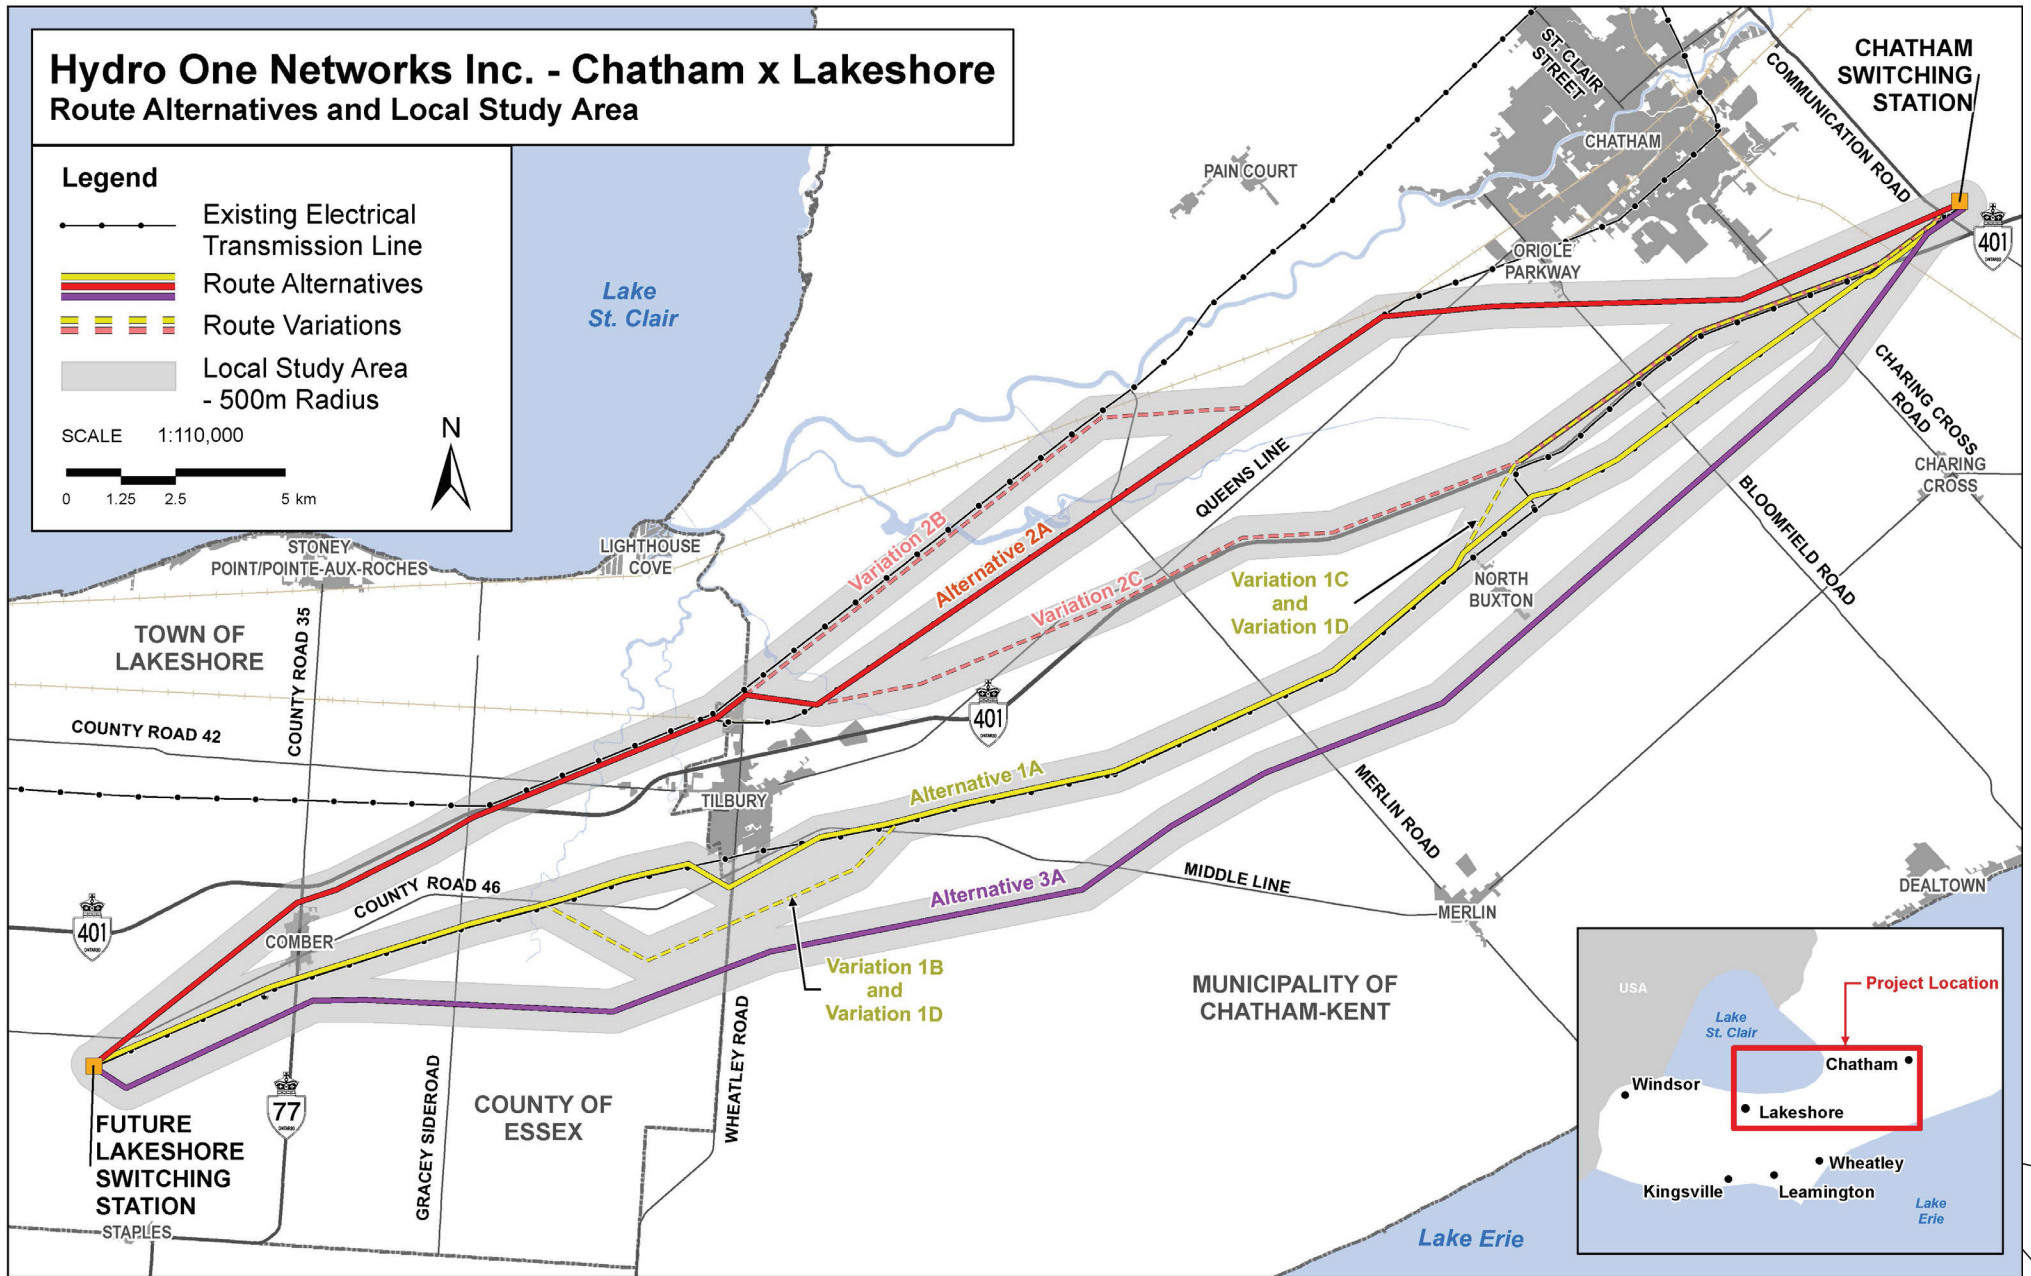 Hydro One Networks Inc. - Chatham x Lakeshore
Route Alternatives and Local Study Area
Legend
Existing Electrical
Transmission Line
Route Alternatives
Route Variations
Local Study Area
- 500m Radius
SCALE 1:110,000
0 1.25 2.5 5 km
N
Lake
St. Clair
PAIN COURT
ST. CLAIR
STREET
CHATHAM
COMMUNICATION ROAD
CHATHAM
SWITCHING
STATION
401
ONTARIO
ORIOLE
PARKWAY
CHARING CROSS
ROAD
CHARING
CROSS
QUEENS LINE
BLOOMFIELD ROAD
STONEY
POINT/POINTE-AUX-ROCHES
LIGHTHOUSE
COVE
Variation 2B
Alternative 2A
Variation 2C
Variation 1C
and
Variation 1D
NORTH
BUXTON
TOWN OF
LAKESHORE
COUNTY ROAD 35
COUNTY ROAD 42
401
ONTARIO
TILBURY
Alternative 1A
MERLIN ROAD
COUNTY ROAD 46
Alternative 3A
MIDDLE LINE
MERLIN
DEALTOWN
401
ONTARIO
COMBER
Variation 1B
and
Variation 1D
MUNICIPALITY OF
CHATHAM-KENT
77
ONTARIO
GRACEY SIDEROAD
COUNTY OF
ESSEX
WHEATLEY ROAD
FUTURE
LAKESHORE
SWITCHING
STATION
STAPLES
Lake Erie
USA
Project Location
Lake
St. Clair
Chatham
Windsor
Lakeshore
Wheatley
Kingsville
Leamington
Lake
Erie